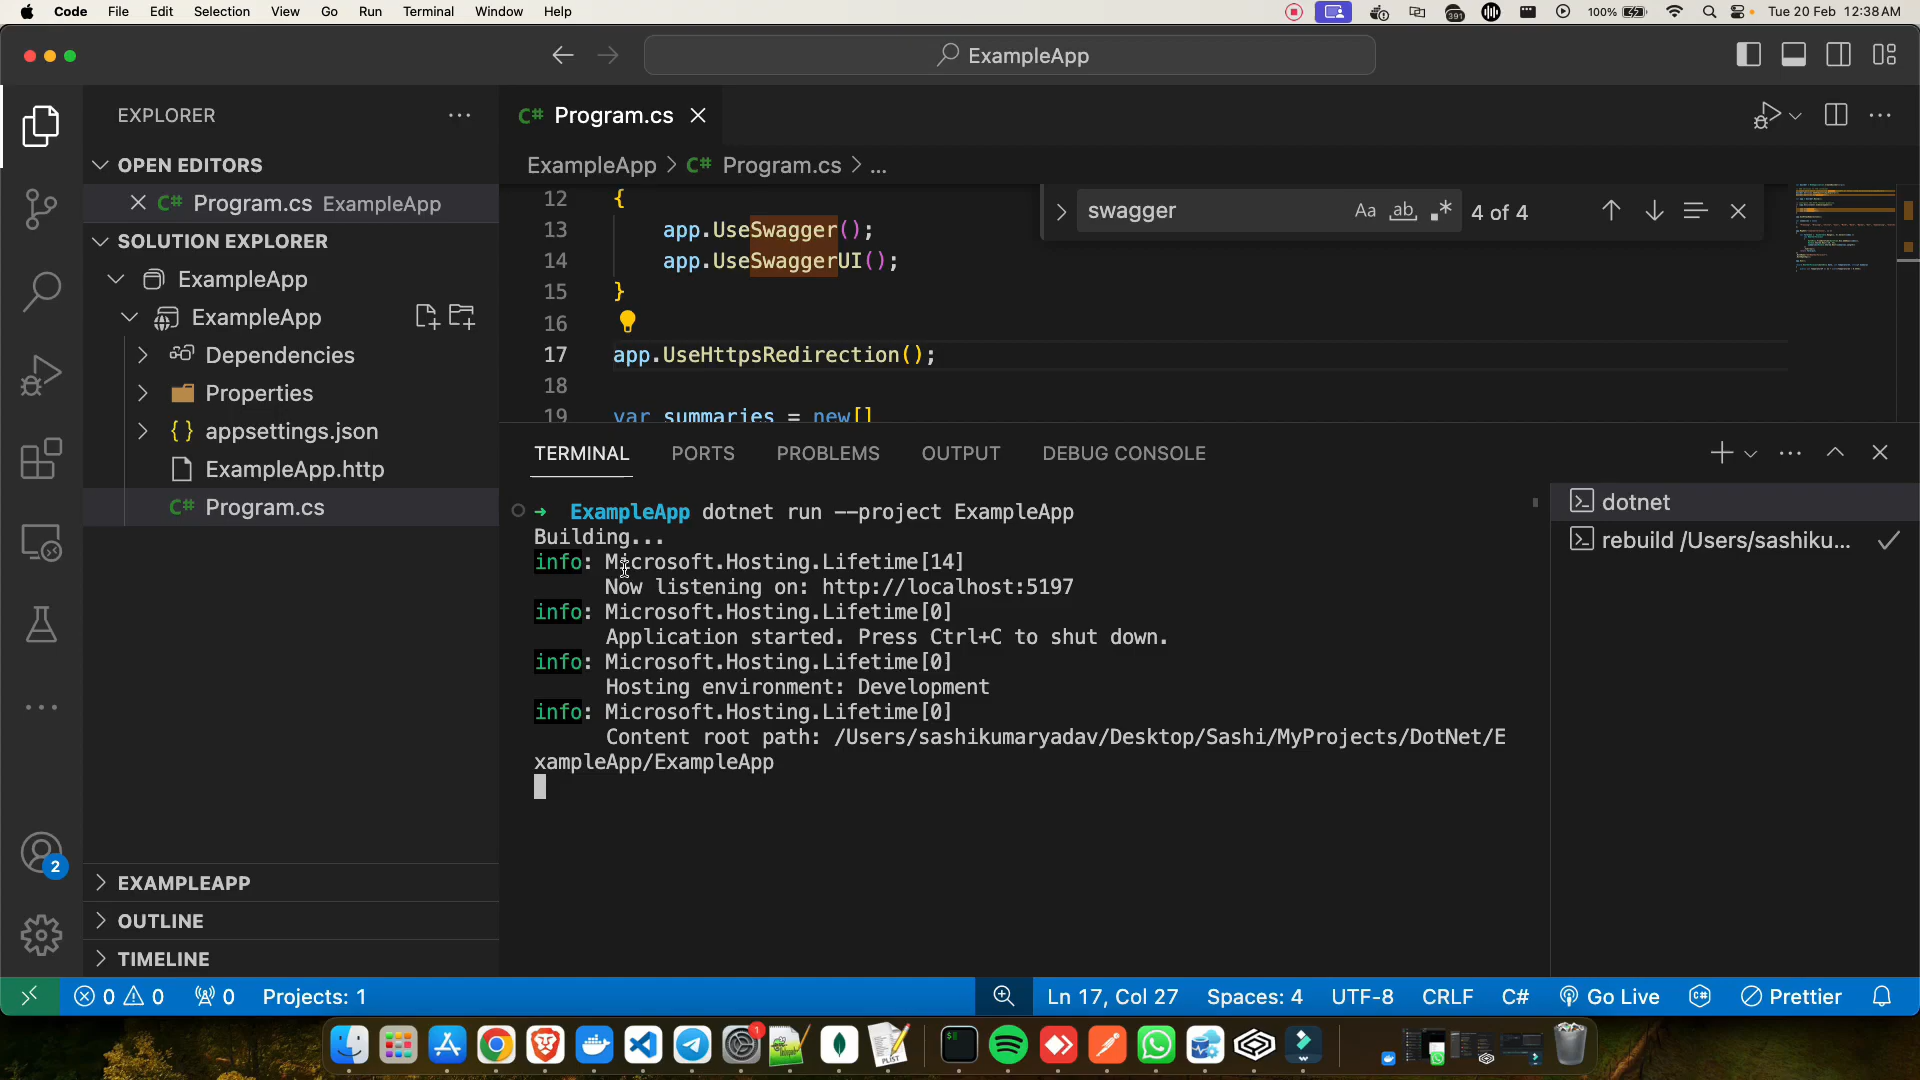 Code File Edit Selection View Go Run Terminal Window Help
391
100%
Tue 20 Feb 12:38 AM
ExampleApp
EXPLORER
OPEN EDITORS
C# Program.cs ExampleApp
SOLUTION EXPLORER
ExampleApp
ExampleApp
Dependencies
Properties
{ } appsettings.json
ExampleApp.http
C# Program.cs
EXAMPLEAPP
OUTLINE
TIMELINE
2
C# Program.cs
ExampleApp > C# Program.cs > ...
swagger
Aa ab .*
4 of 4
12 {
13 app.UseSwagger();
14 app.UseSwaggerUI();
15 }
16
17 app.UseHttpsRedirection();
18
19 var summaries = new[]
TERMINAL PORTS PROBLEMS OUTPUT DEBUG CONSOLE
➜ ExampleApp dotnet run --project ExampleApp
Building...
info: Microsoft.Hosting.Lifetime[14]
Now listening on: http://localhost:5197
info: Microsoft.Hosting.Lifetime[0]
Application started. Press Ctrl+C to shut down.
info: Microsoft.Hosting.Lifetime[0]
Hosting environment: Development
info: Microsoft.Hosting.Lifetime[0]
Content root path: /Users/sashikumaryadav/Desktop/Sashi/MyProjects/DotNet/E
xampleApp/ExampleApp
dotnet
rebuild /Users/sashiku...
0 0 0 Projects: 1
Ln 17, Col 27 Spaces: 4 UTF-8 CRLF C# Go Live Prettier
1
PLIST